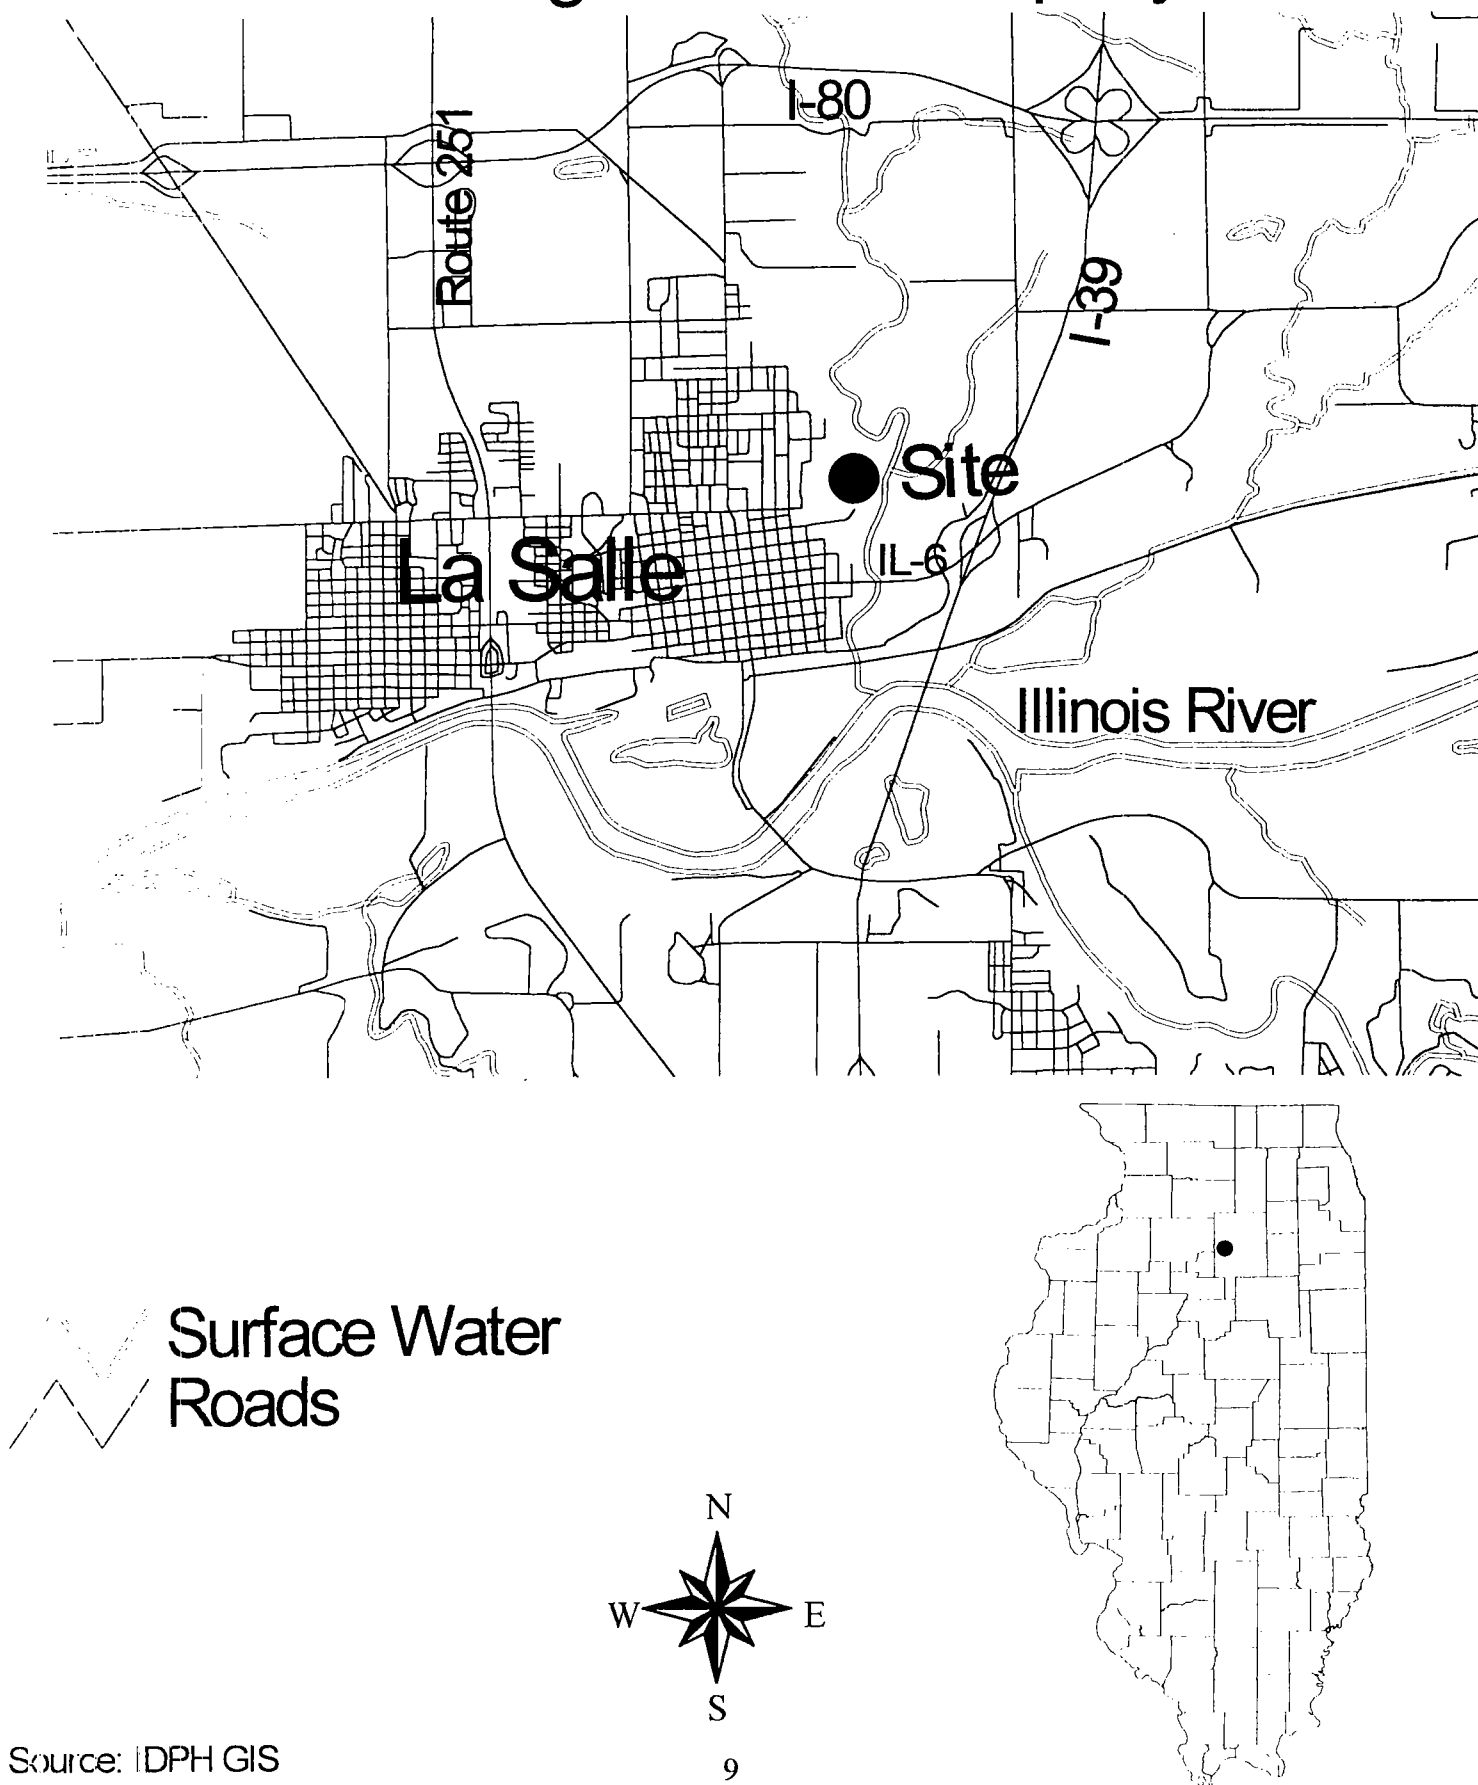 I-80
Route 251
I-39
Site
La Salle
IL-6
Illinois River
Surface Water
Roads
N
W E
S
Source: IDPH GIS
9